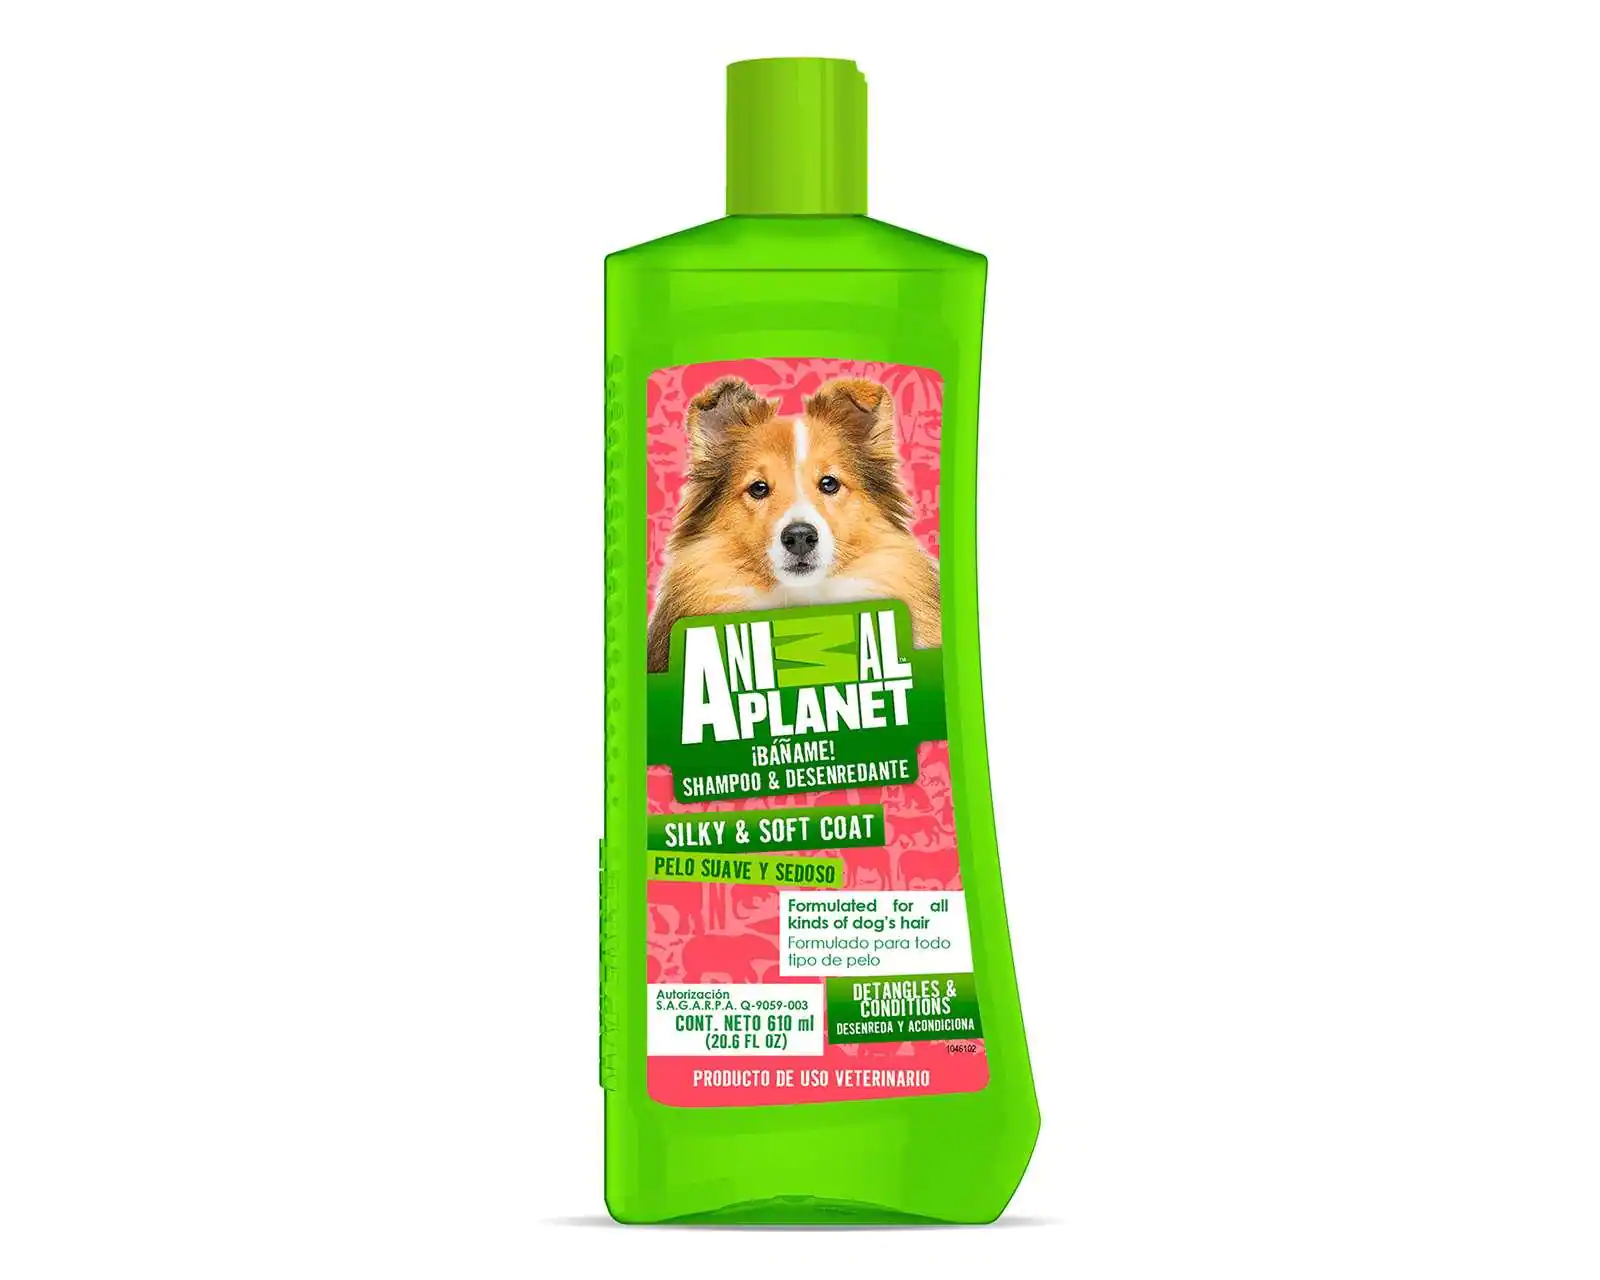 ANIMAL
PLANET
™
¡BÁÑAME!
SHAMPOO & DESENREDANTE
SILKY & SOFT COAT
PELO SUAVE Y SEDOSO
Formulated for all
kinds of dog's hair
Formulado para todo
tipo de pelo
Autorización
S.A.G.A.R.P.A. Q-9059-003
CONT. NETO 610 ml
(20.6 FL OZ)
DETANGLES &
CONDITIONS
DESENREDA Y ACONDICIONA
1046102
PRODUCTO DE USO VETERINARIO